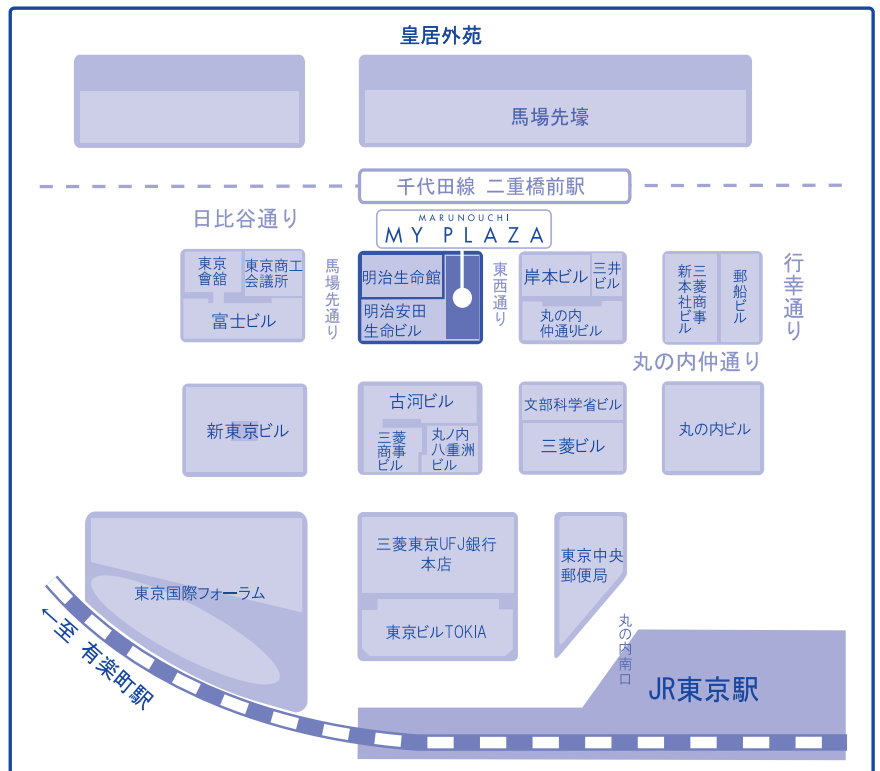 皇居外苑
馬場先濠
千代田線 二重橋前駅
日比谷通り
MARUNOUCHI
MY PLAZA
東京
會舘
東京商工
会議所
富士ビル
馬場先通り
明治生命館
明治安田
生命ビル
東西通り
岸本ビル
三井
ビル
丸の内
仲通りビル
三菱商事
新本社ビル
郵船ビル
行幸通り
丸の内仲通り
新東京ビル
古河ビル
三菱
商事
ビル
丸ノ内
八重洲
ビル
文部科学省ビル
三菱ビル
丸の内ビル
東京国際フォーラム
三菱東京UFJ銀行
本店
東京ビルTOKIA
東京中央
郵便局
丸の内南口
JR東京駅
←至 有楽町駅